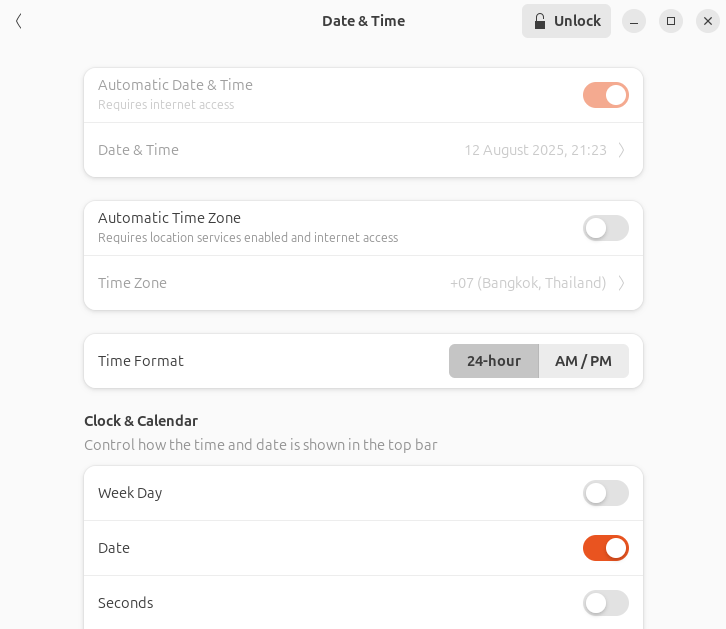 Date & Time
Unlock
Automatic Date & Time
Requires internet access
Date & Time
12 August 2025, 21:23
Automatic Time Zone
Requires location services enabled and internet access
Time Zone
+07 (Bangkok, Thailand)
Time Format
24-hour
AM / PM
Clock & Calendar
Control how the time and date is shown in the top bar
Week Day
Date
Seconds